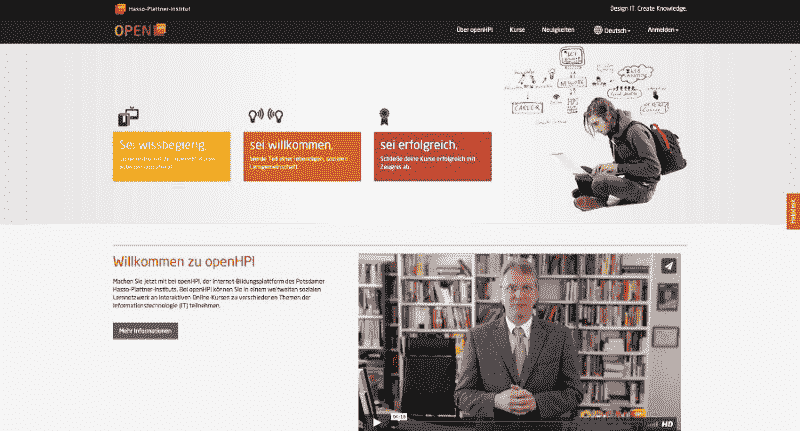 Hasso-Plattner-Institut
Design IT. Create Knowledge.
OPEN
Über openHPI
Kurse
Neuigkeiten
Deutsch
Anmelden
Sei wissbegierig,
sei willkommen,
Werde Teil einer lebendigen, sozialen
Lerngemeinschaft.
sei erfolgreich.
Schließe deine Kurse erfolgreich mit
Zeugnis ab.
CAREER
Helpdesk
Willkommen zu openHPI
Machen Sie jetzt mit bei openHPI, der Internet-Bildungsplattform des Potsdamer
Hasso-Plattner-Instituts. Bei openHPI können Sie in einem weltweiten sozialen
Lernnetzwerk an interaktiven Online-Kursen zu verschiedenen Themen der
Informationstechnologie (IT) teilnehmen.
Mehr Informationen
HD